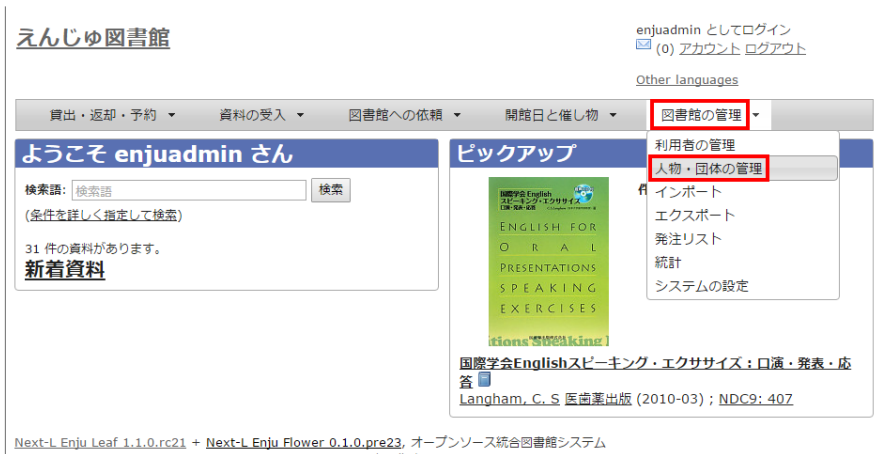 えんじゅ図書館
enjuadmin としてログイン
(0) アカウント ログアウト
Other languages
貸出・返却・予約 ▼ 資料の受入 ▼ 図書館への依頼 ▼ 開館日と催し物 ▼ 図書館の管理 ▼
利用者の管理
人物・団体の管理
インポート
エクスポート
発注リスト
統計
システムの設定
ようこそ enjuadmin さん
検索語: 検索語 検索
(条件を詳しく指定して検索)
31 件の資料があります。
新着資料
ピックアップ
国際学会English
スピーキング・エクササイズ
口演・発表・応答
ENGLISH FOR
ORAL
PRESENTATIONS
SPEAKING
EXERCISES
国際学会Englishスピーキング・エクササイズ : 口演・発表・応
答
Langham, C. S 医歯薬出版 (2010-03) ; NDC9: 407
Next-L Enju Leaf 1.1.0.rc21 + Next-L Enju Flower 0.1.0.pre23, オープンソース統合図書館システム